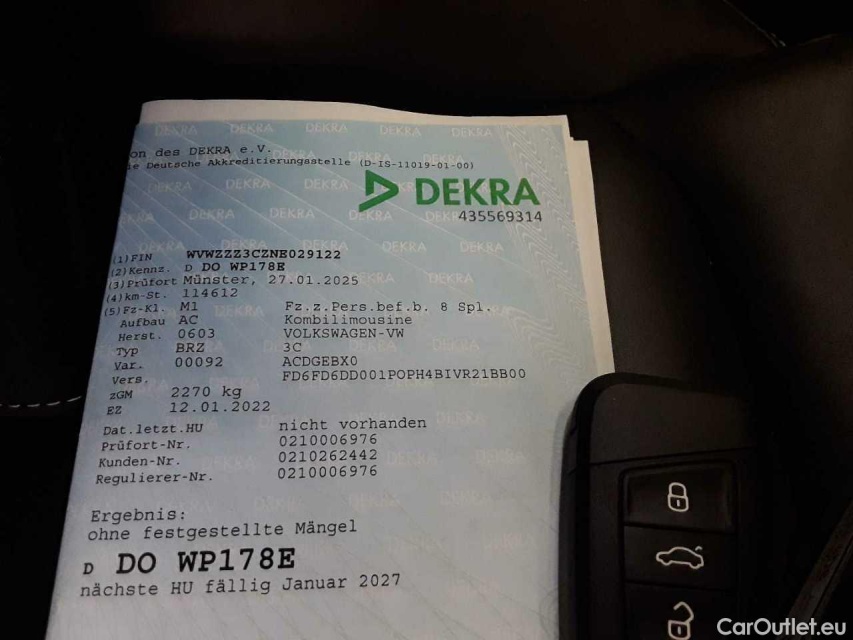 on des DEKRA e.V.
ie Deutsche Akkreditierungsstelle (D-IS-11019-01-00)
DEKRA
435569314
(1)FIN WVWZZZ3CZNE029122
(2)Kennz. D DO WP178E
(3)Prüfort Münster, 27.01.2025
(4)km-St. 114612
(5)Fz-Kl. M1 Fz.z.Pers.bef.b. 8 Spl.
Aufbau AC Kombilimousine
Herst. 0603 VOLKSWAGEN-VW
Typ BRZ 3C
Var. 00092 ACDGEBX0
Vers. FD6FD6DD001POPH4BIVR21BB00
zGM 2270 kg
EZ 12.01.2022
Dat.letzt.HU nicht vorhanden
Prüfort-Nr. 0210006976
Kunden-Nr. 0210262442
Regulierer-Nr. 0210006976
Ergebnis:
ohne festgestellte Mängel
D DO WP178E
nächste HU fällig Januar 2027
CarOutlet.eu